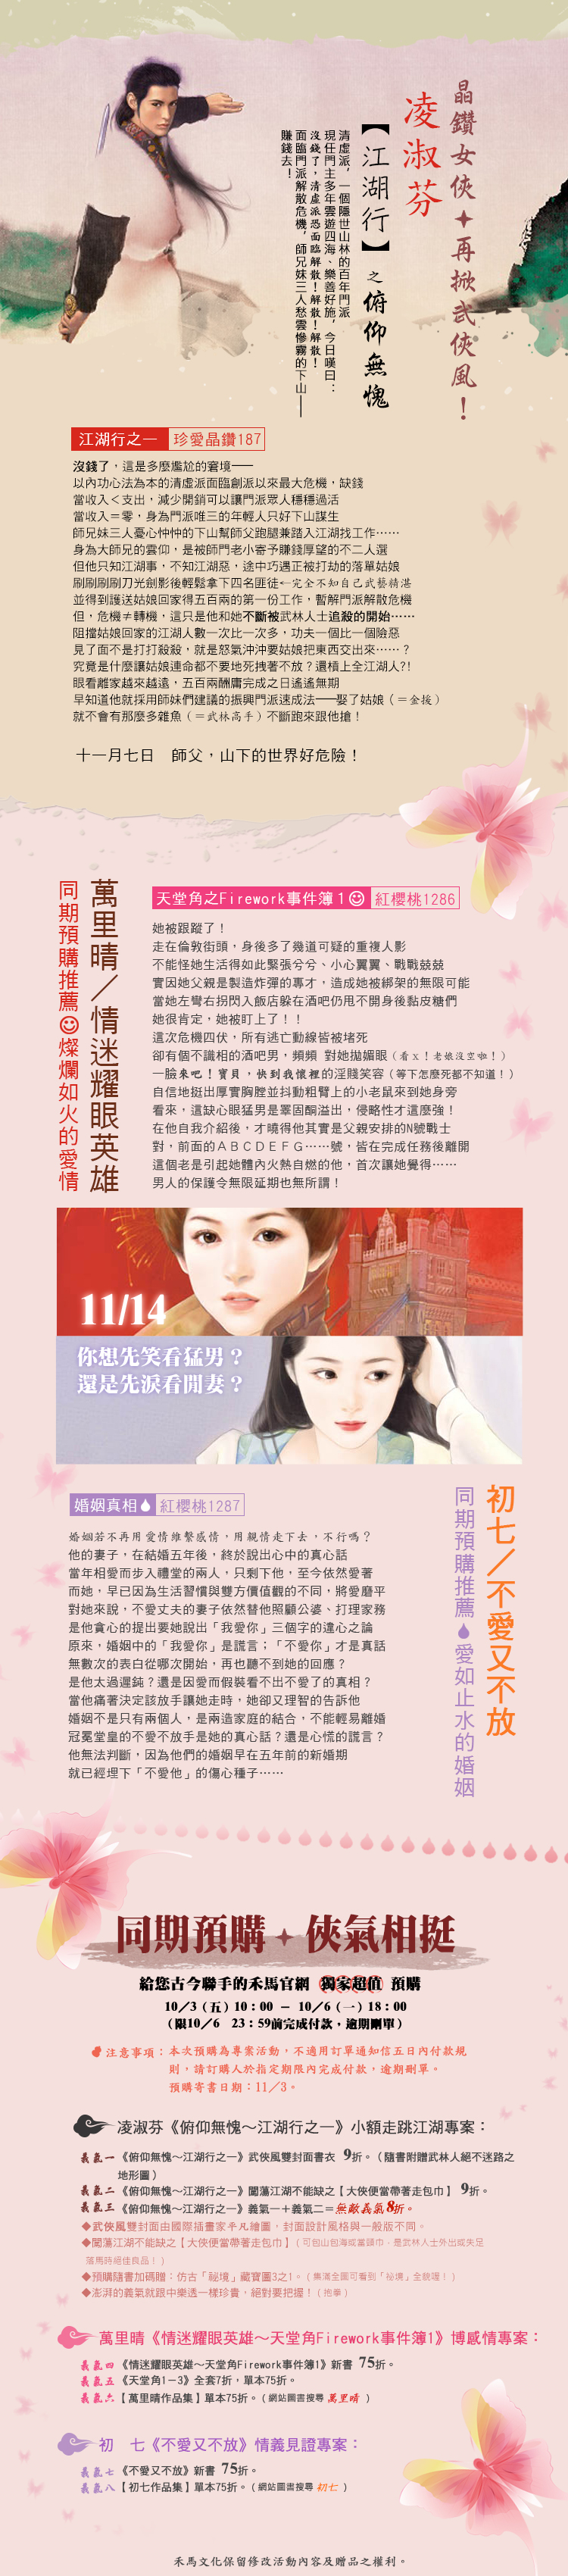 晶鑽女俠✦再掀武俠風！
凌淑芬
【江湖行】之 俯仰無愧
清虛派，一個隱世山林的百年門派
現任門主多年雲遊四海、樂善好施，今日嘆曰：
沒錢了，清虛派恐面臨解散！解散！解散！
面臨門派解散危機，師兄妹三人愁雲慘霧的下山——
賺錢去！
江湖行之一 珍愛晶鑽187
沒錢了，這是多麼尷尬的窘境——
以內功心法為本的清虛派面臨創派以來最大危機，缺錢
當收入＜支出，減少開銷可以讓門派眾人穩穩過活
當收入＝零，身為門派唯三的年輕人只好下山謀生
師兄妹三人憂心忡忡的下山幫師父跑腿兼踏入江湖找工作……
身為大師兄的雲仰，是被師門老小寄予賺錢厚望的不二人選
但他只知江湖事，不知江湖惡，途中巧遇正被打劫的落單姑娘
刷刷刷刷刀光劍影後輕鬆拿下四名匪徒←完全不知自己武藝精湛
並得到護送姑娘回家得五百兩的第一份工作，暫解門派解散危機
但，危機≠轉機，這只是他和她不斷被武林人士追殺的開始……
阻擋姑娘回家的江湖人數一次比一次多，功夫一個比一個險惡
見了面不是打打殺殺，就是怒氣沖沖要姑娘把東西交出來……？
究竟是什麼讓姑娘連命都不要地死拽著不放？還槓上全江湖人?!
眼看離家越來越遠，五百兩酬庸完成之日遙遙無期
早知道他就採用師妹們建議的振興門派速成法——娶了姑娘（＝金援）
就不會有那麼多雜魚（＝武林高手）不斷跑來跟他搶！
十一月七日　師父，山下的世界好危險！
萬里晴／情迷耀眼英雄
同期預購推薦☺燦爛如火的愛情
天堂角之Firework事件簿１☺ 紅櫻桃1286
她被跟蹤了！
走在倫敦街頭，身後多了幾道可疑的重複人影
不能怪她生活得如此緊張兮兮、小心翼翼、戰戰兢兢
實因她父親是製造炸彈的專才，造成她被綁架的無限可能
當她左彎右拐閃入飯店躲在酒吧仍甩不開身後黏皮糖們
她很肯定，她被盯上了！！
這次危機四伏，所有逃亡動線皆被堵死
卻有個不識相的酒吧男，頻頻 對她拋媚眼（看ｘ！老娘沒空啦！）
一臉來吧！寶貝，快到我懷裡的淫賤笑容（等下怎麼死都不知道！）
自信地挺出厚實胸膛並抖動粗臂上的小老鼠來到她身旁
看來，這缺心眼猛男是睪固酮溢出，侵略性才這麼強！
在他自我介紹後，才曉得他其實是父親安排的N號戰士
對，前面的ＡＢＣＤＥＦＧ……號，皆在完成任務後離開
這個老是引起她體內火熱自燃的他，首次讓她覺得……
男人的保護令無限延期也無所謂！
11/14
你想先笑看猛男？
還是先淚看閒妻？
初七／不愛又不放
同期預購推薦💧愛如止水的婚姻
婚姻真相💧 紅櫻桃1287
婚姻若不再用愛情維繫感情，用親情走下去，不行嗎？
他的妻子，在結婚五年後，終於說出心中的真心話
當年相愛而步入禮堂的兩人，只剩下他，至今依然愛著
而她，早已因為生活習慣與雙方價值觀的不同，將愛磨平
對她來說，不愛丈夫的妻子依然替他照顧公婆、打理家務
是他貪心的提出要她說出「我愛你」三個字的違心之論
原來，婚姻中的「我愛你」是謊言；「不愛你」才是真話
無數次的表白從哪次開始，再也聽不到她的回應？
是他太過遲鈍？還是因愛而假裝看不出不愛了的真相？
當他痛著決定該放手讓她走時，她卻又理智的告訴他
婚姻不是只有兩個人，是兩造家庭的結合，不能輕易離婚
冠冕堂皇的不愛不放手是她的真心話？還是心慌的謊言？
他無法判斷，因為他們的婚姻早在五年前的新婚期
就已經埋下「不愛他」的傷心種子……
同期預購✦俠氣相挺
給您古今聯手的禾馬官網 獨家超值 預購
10／3（五）10：00 － 10／6（一）18：00
（限10／6　23：59前完成付款，逾期刪單）
注意事項：本次預購為專案活動，不適用訂單通知信五日內付款規
則，請訂購人於指定期限內完成付款，逾期刪單。
預購寄書日期：11／3。
凌淑芬《俯仰無愧～江湖行之一》小額走跳江湖專案：
義氣一《俯仰無愧～江湖行之一》武俠風雙封面書衣 9折。（隨書附贈武林人絕不迷路之
地形圖）
義氣二《俯仰無愧～江湖行之一》闖蕩江湖不能缺之【大俠便當帶著走包巾】 9折。
義氣三《俯仰無愧～江湖行之一》義氣一＋義氣二＝無敵義氣8折。
◆武俠風雙封面由國際插畫家平凡繪圖，封面設計風格與一般版不同。
◆闖蕩江湖不能缺之【大俠便當帶著走包巾】（可包山包海或當頭巾，是武林人士外出或失足
落馬時絕佳良品！）
◆預購隨書加碼贈：仿古「祕境」藏寶圖3之1。（集滿全圖可看到「祕境」全貌喔！）
◆澎湃的義氣就跟中樂透一樣珍貴，絕對要把握！（抱拳）
萬里晴《情迷耀眼英雄～天堂角Firework事件簿1》博感情專案：
義氣四《情迷耀眼英雄～天堂角Firework事件簿1》新書 75折。
義氣五《天堂角1－3》全套7折，單本75折。
義氣六【萬里晴作品集】單本75折。（網站圖書搜尋 萬里晴 ）
初　七《不愛又不放》情義見證專案：
義氣七《不愛又不放》新書 75折。
義氣八【初七作品集】單本75折。（網站圖書搜尋 初七 ）
禾馬文化保留修改活動內容及贈品之權利。